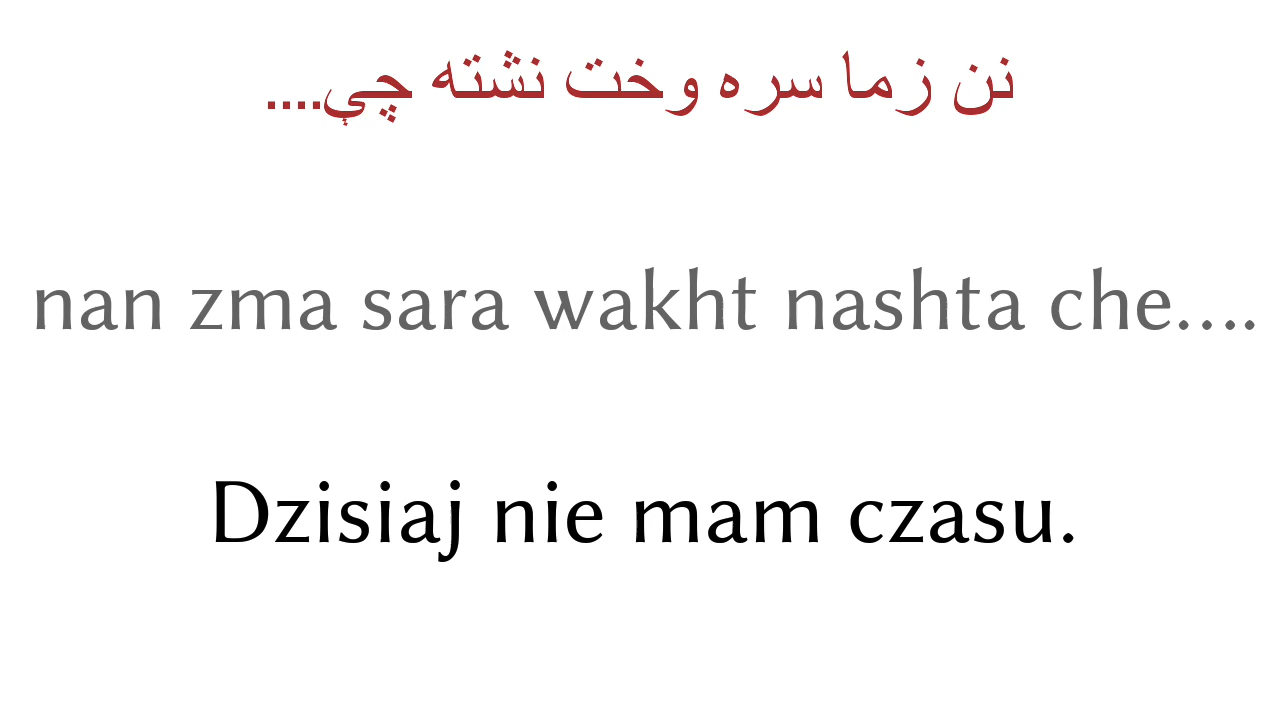 نن زما سره وخت نشته چې....
nan zma sara wakht nashta che....
Dzisiaj nie mam czasu.